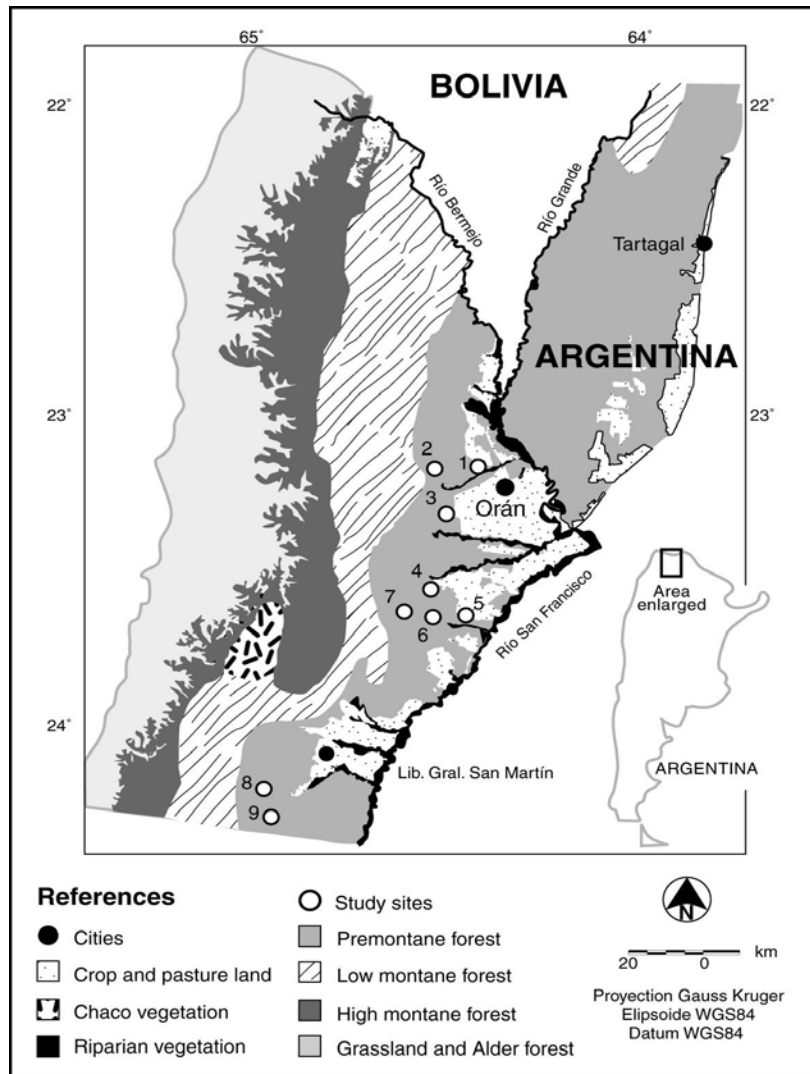 65°
64°
BOLIVIA
22°
22°
Río Bermejo
Río Grande
Tartagal
ARGENTINA
23°
23°
2
1
Orán
3
4
7
5
6
Río San Francisco
Area
enlarged
24°
Lib. Gral. San Martín
ARGENTINA
8
9
References
Cities
Crop and pasture land
Chaco vegetation
Riparian vegetation
Study sites
Premontane forest
Low montane forest
High montane forest
Grassland and Alder forest
N
km
20 0
Proyection Gauss Kruger
Elipsoide WGS84
Datum WGS84